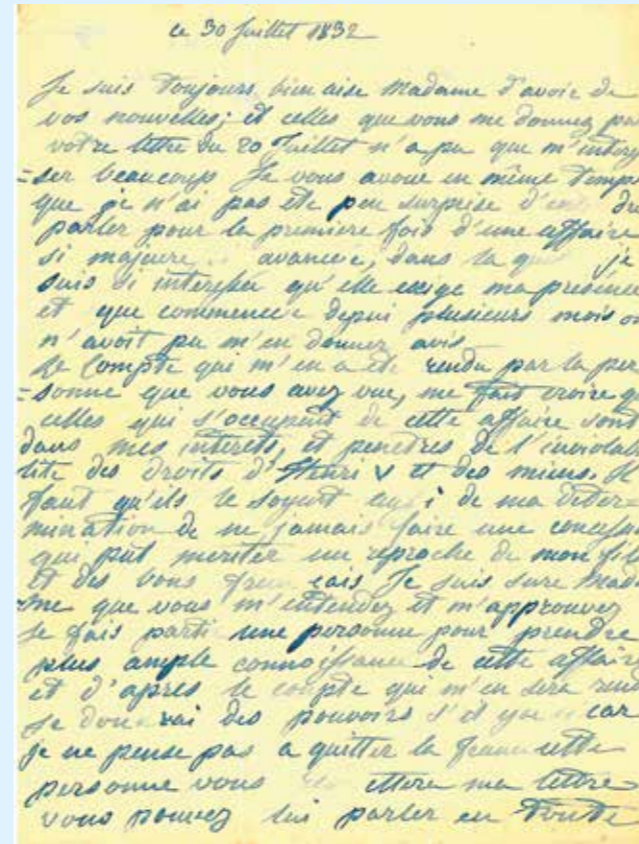 ce 30 Juillet 1832
Je suis toujours bien aise Madame d'avoir de
vos nouvelles; et celles que vous me donnez par
votre lettre du 20 Juillet n'a pu que m'intéres
=ser beaucoup Je vous avoue en même temps
que je n'ai pas eté peu surprise d'en
parler pour la premiere fois d'une affaire
si majeure avancée, dans la je
suis si interessée qu'elle exige ma présence
et que commencée depuis plusieurs mois on
n'avoit pu m'en donner avis
Le compte qui m'en a été rendu par la per
=sonne que vous avez vue, me fait croire q
celles qui s'occupent de cette affaire sont
dans mes interets, et penetrés de l'inviolabi
lité des droits d'Henri V et des miens. Il
faut qu'ils le soyent de ma déter
mination de ne jamais faire une concess
qui put meriter un reproche de mon fils
et des bons francais Je suis sure Mada
=me que vous m'entendez et m'approuvez
Je fais parti une personne pour prendre
plus ample connoissance de cette affaire
et d'apres le compte qui m'en sera rendu
Je donnerai des pouvoirs s'il y a car
je ne pense pas a quitter la france cette
personne vous ma lettre
vous pouvez lui parler en toute